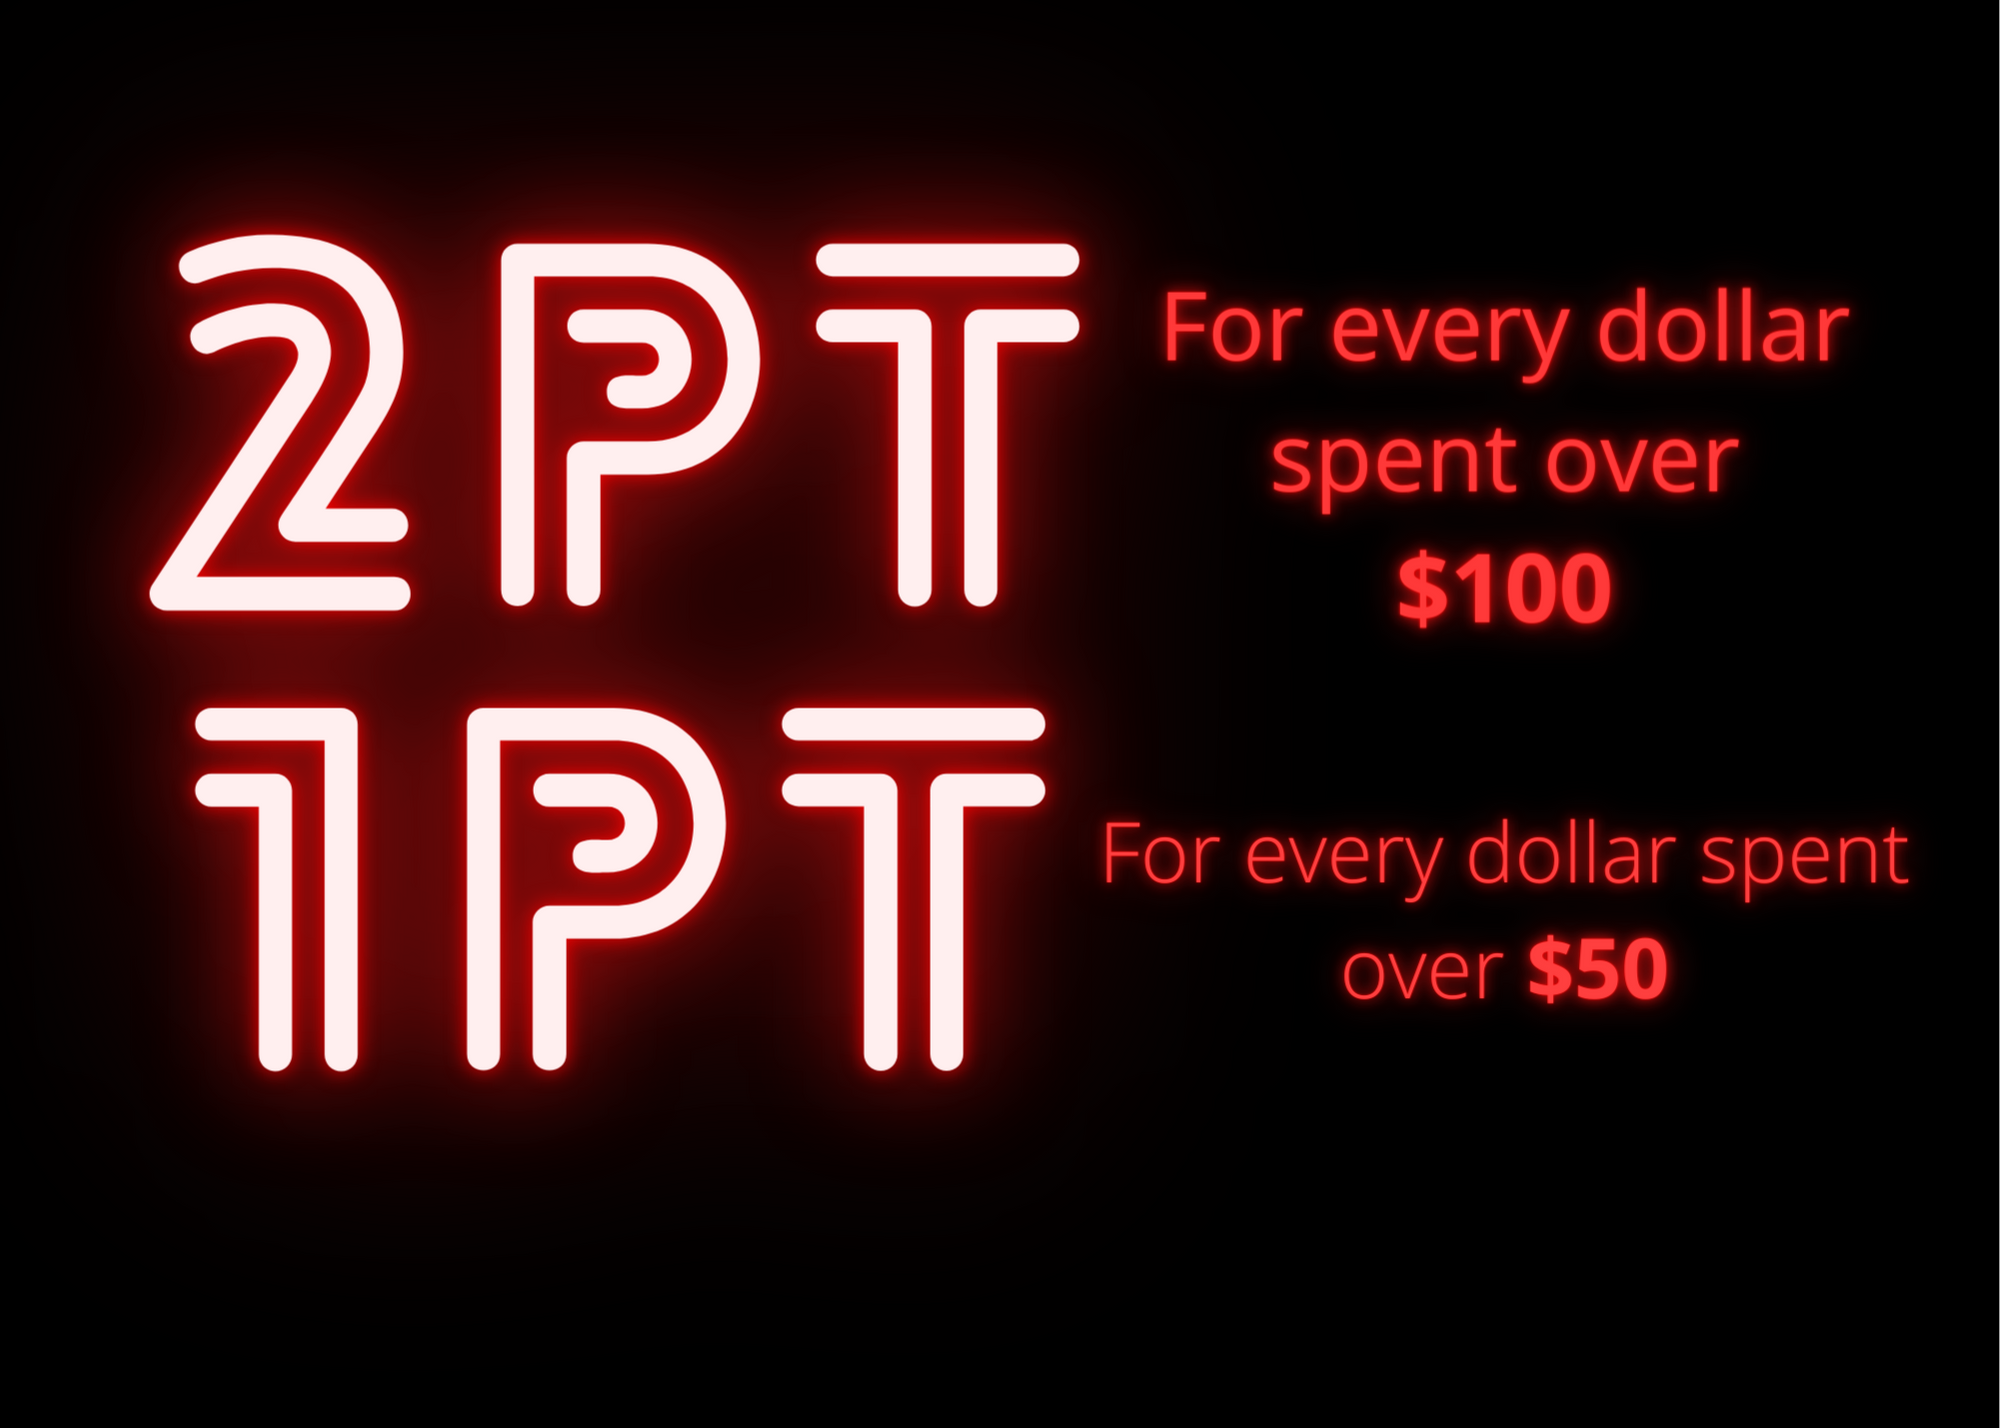 2PT
For every dollar
spent over
$100
1PT
For every dollar spent
over $50